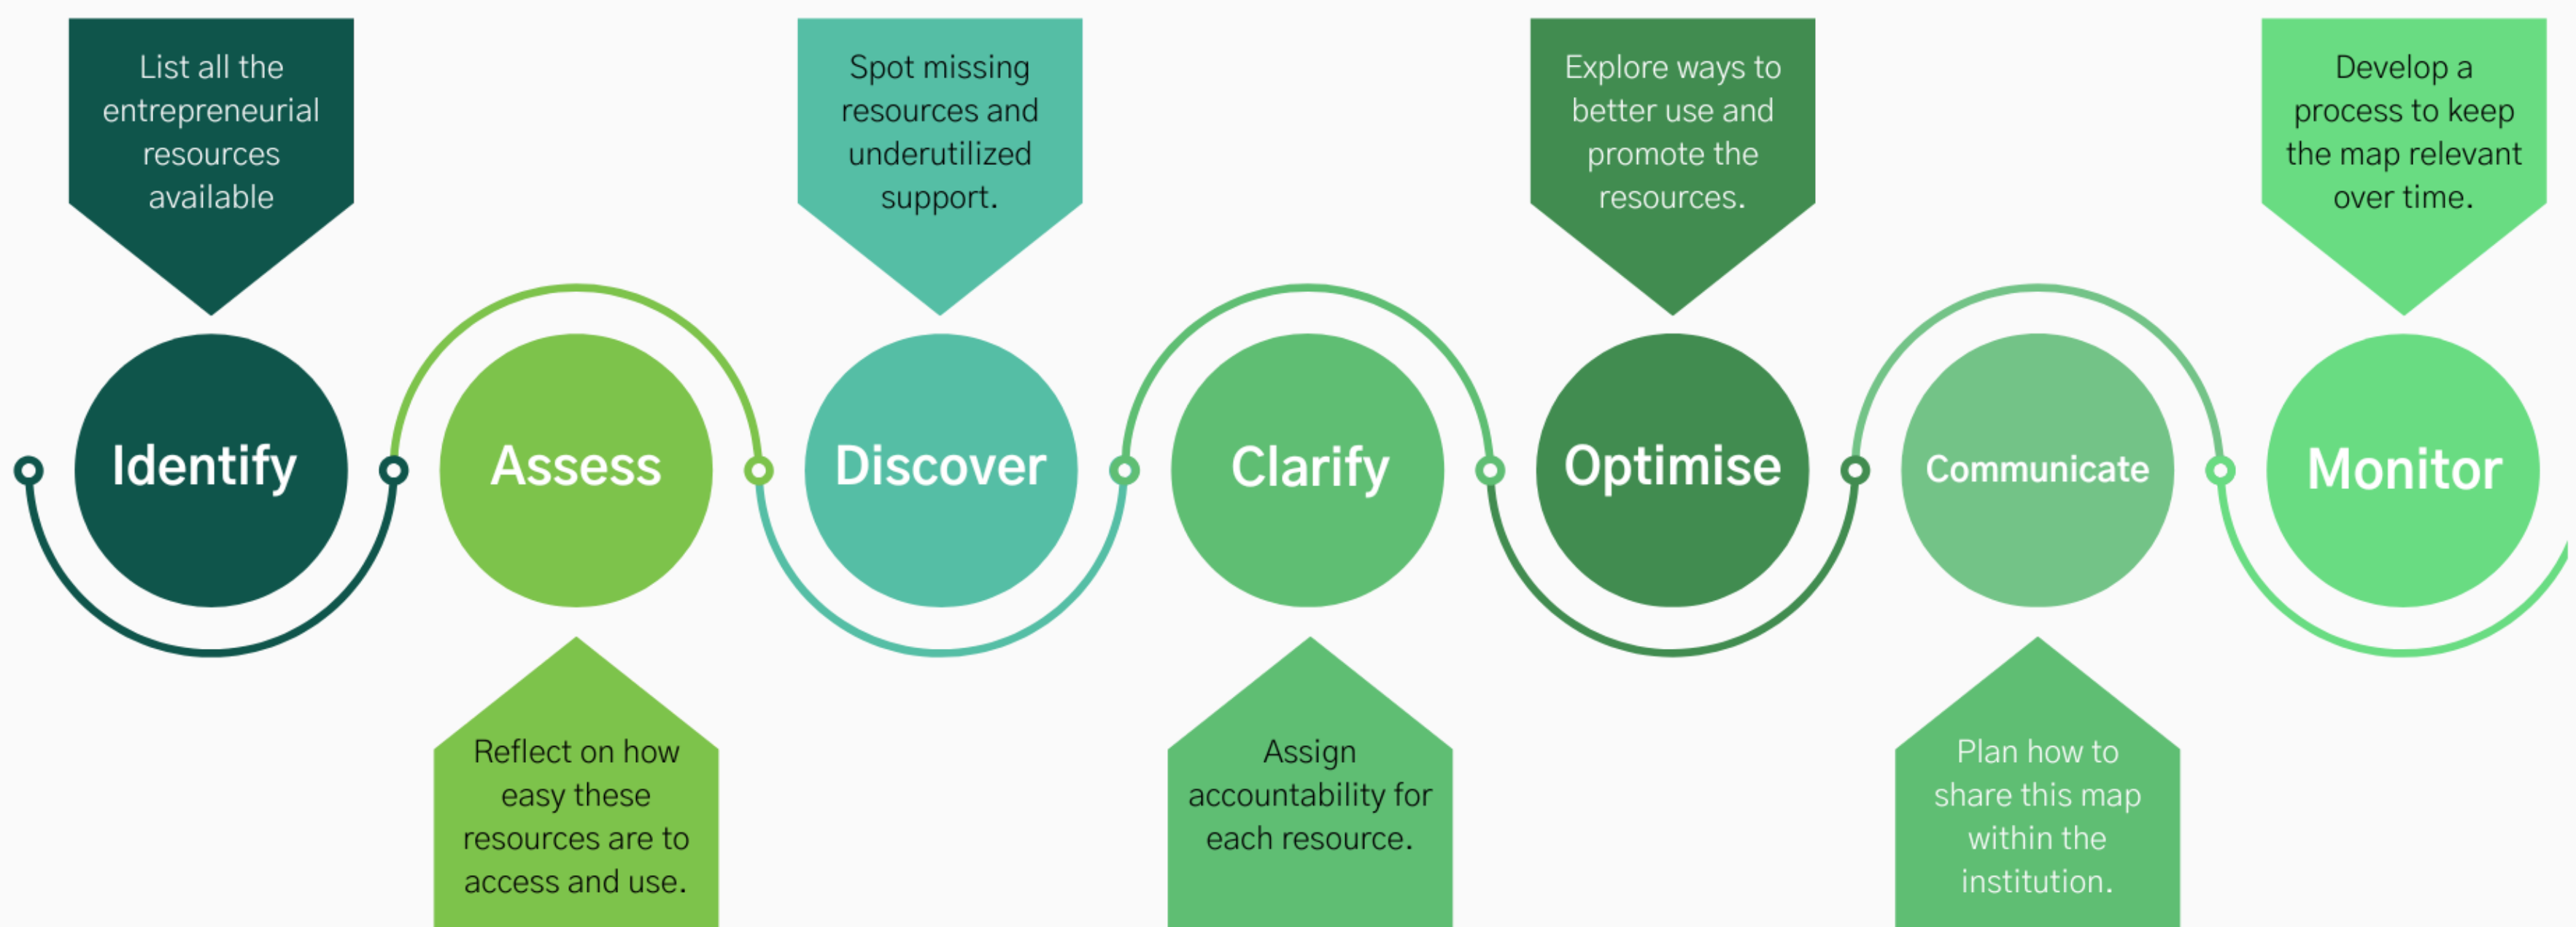 List all the
entrepreneurial
resources
available
Spot missing
resources and
underutilized
support.
Explore ways to
better use and
promote the
resources.
Develop a
process to keep
the map relevant
over time.
Identify
Assess
Discover
Clarify
Optimise
Communicate
Monitor
Reflect on how
easy these
resources are to
access and use.
Assign
accountability for
each resource.
Plan how to
share this map
within the
institution.